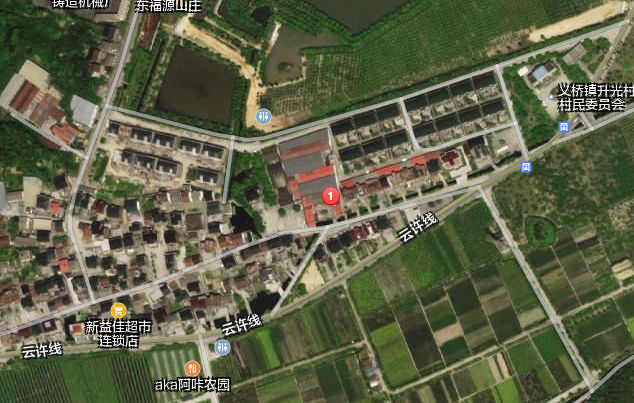 铸造机械厂
东福源山庄
义桥镇升光村
村民委员会
1
云许线
云许线
新益佳超市
连锁店
云许线
aka阿咔农园